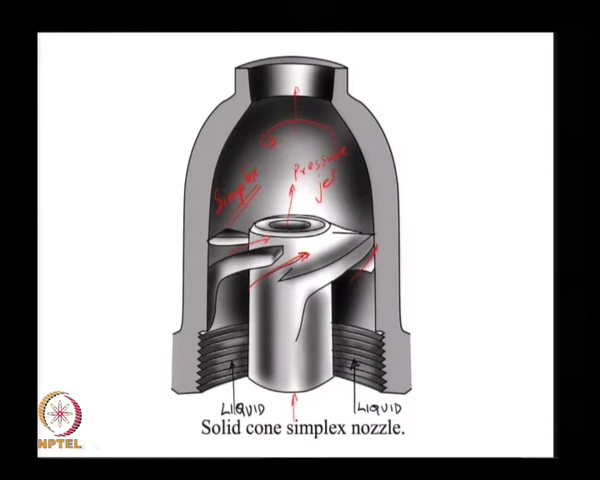 Simplex
Pressure
jet
LIQUID
LIQUID
Solid cone simplex nozzle.
NPTEL